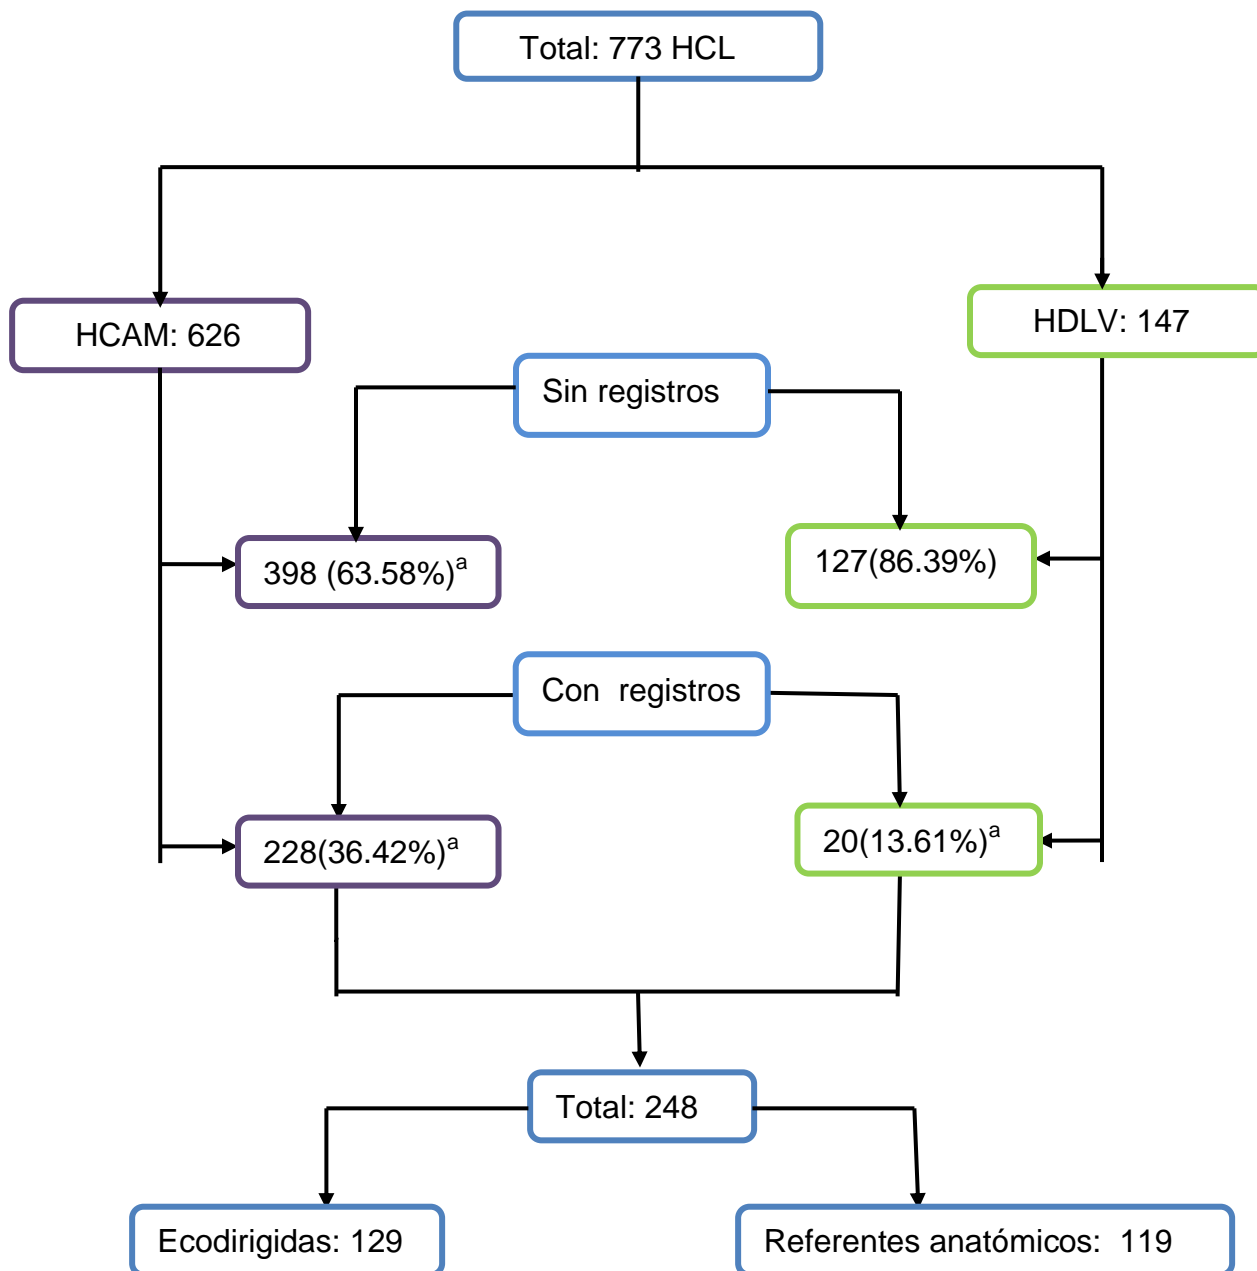 Total: 773 HCL
HCAM: 626
HDLV: 147
Sin registros
398 (63.58%)a
127(86.39%)
Con registros
228(36.42%)a
20(13.61%)a
Total: 248
Ecodirigidas: 129
Referentes anatómicos: 119